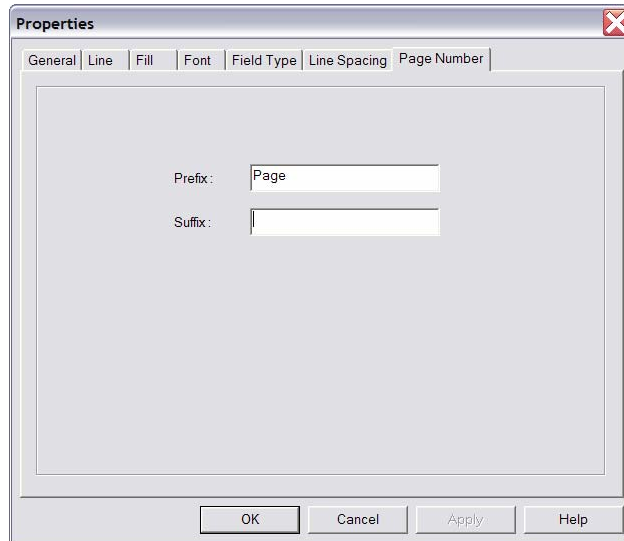 Properties
General Line Fill Font Field Type Line Spacing Page Number
Prefix: Page
Suffix:
OK Cancel Apply Help